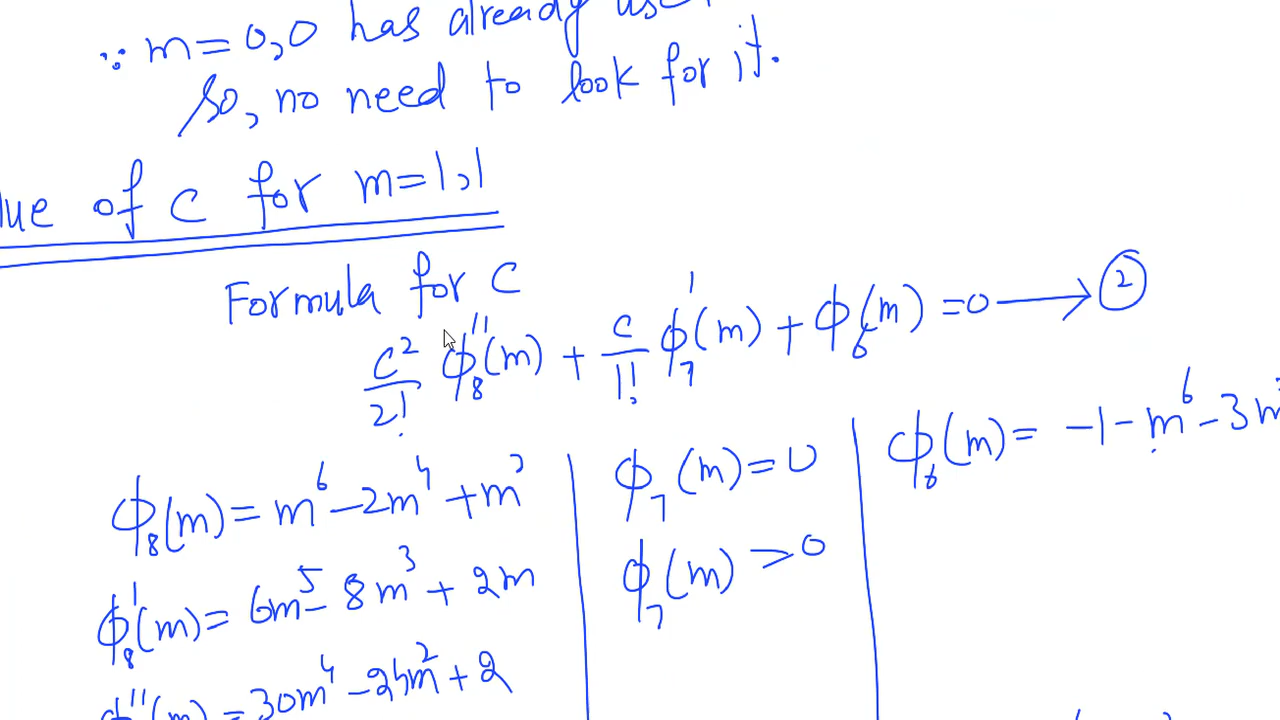 ∵ m=0,0 has already
so, no need to look for it.
of C for m=1,1
Formula for C
C²/2! ϕ₈''(m) + C/1! ϕ₇'(m) + ϕ₆(m) = 0 ⟶ ②
ϕ₈(m) = m⁶ - 2m⁴ + m²
ϕ₈'(m) = 6m⁵ - 8m³ + 2m
ϕ₈''(m) = 30m⁴ - 24m² + 2
ϕ₇(m) = 0
ϕ₇(m) > 0
ϕ₆(m) = -1 - m⁶ - 3m